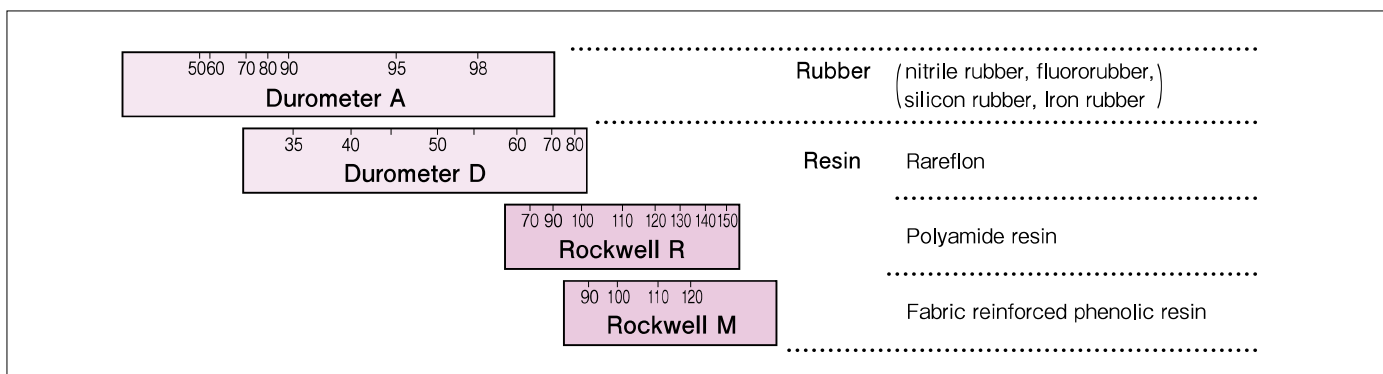 50 60 70 80 90 95 98
Durometer A
Rubber
nitrile rubber, fluororubber,
silicon rubber, Iron rubber
35 40 50 60 70 80
Durometer D
Resin
Rareflon
70 90 100 110 120 130 140 150
Rockwell R
Polyamide resin
90 100 110 120
Rockwell M
Fabric reinforced phenolic resin